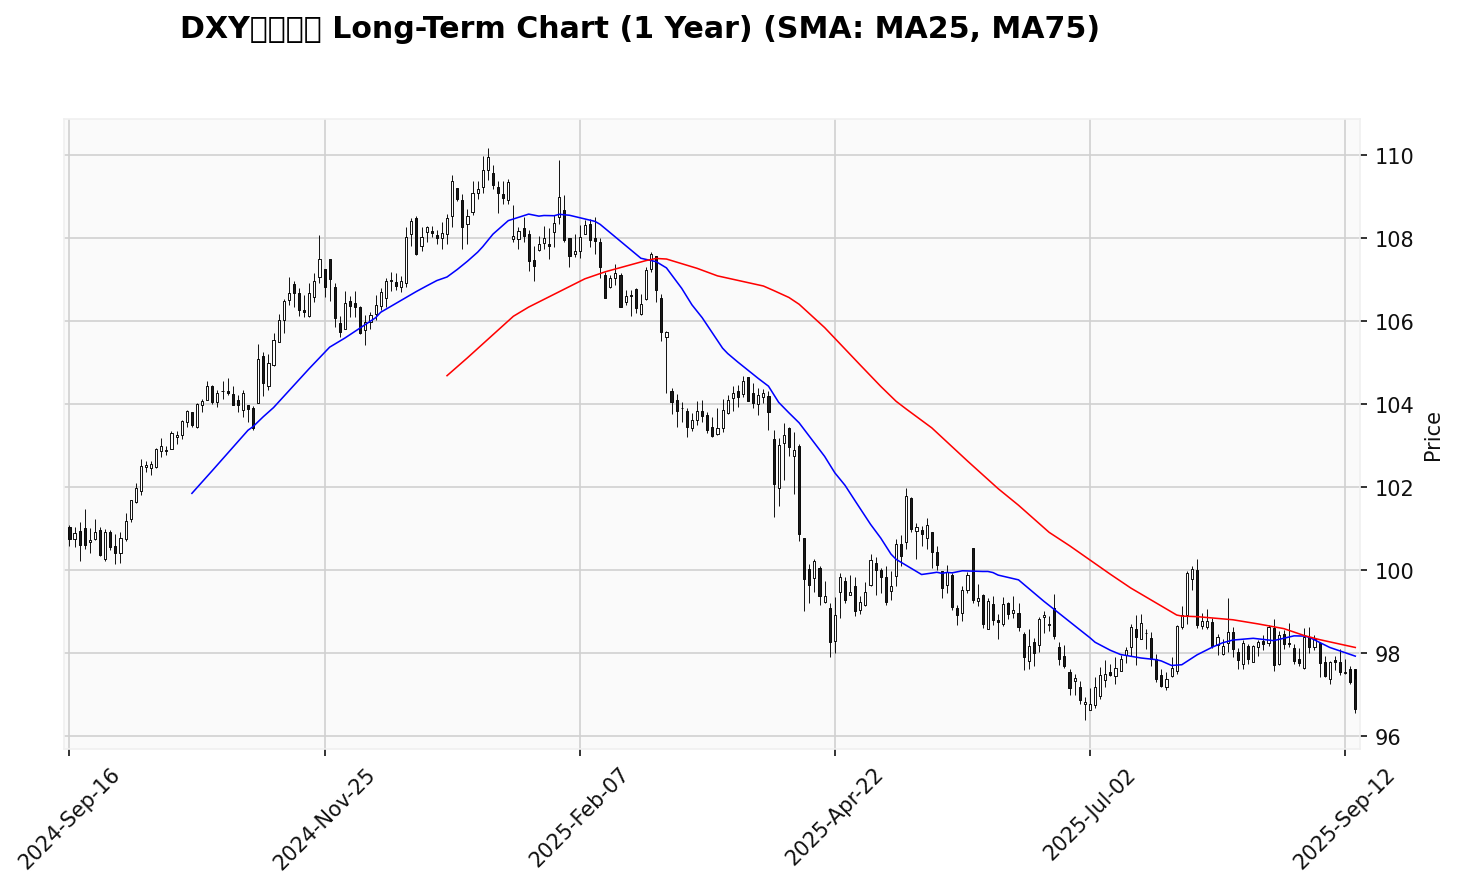 DXY□□□□ Long-Term Chart (1 Year) (SMA: MA25, MA75)
110
108
106
104
102
100
98
96
Price
2024-Sep-16
2024-Nov-25
2025-Feb-07
2025-Apr-22
2025-Jul-02
2025-Sep-12